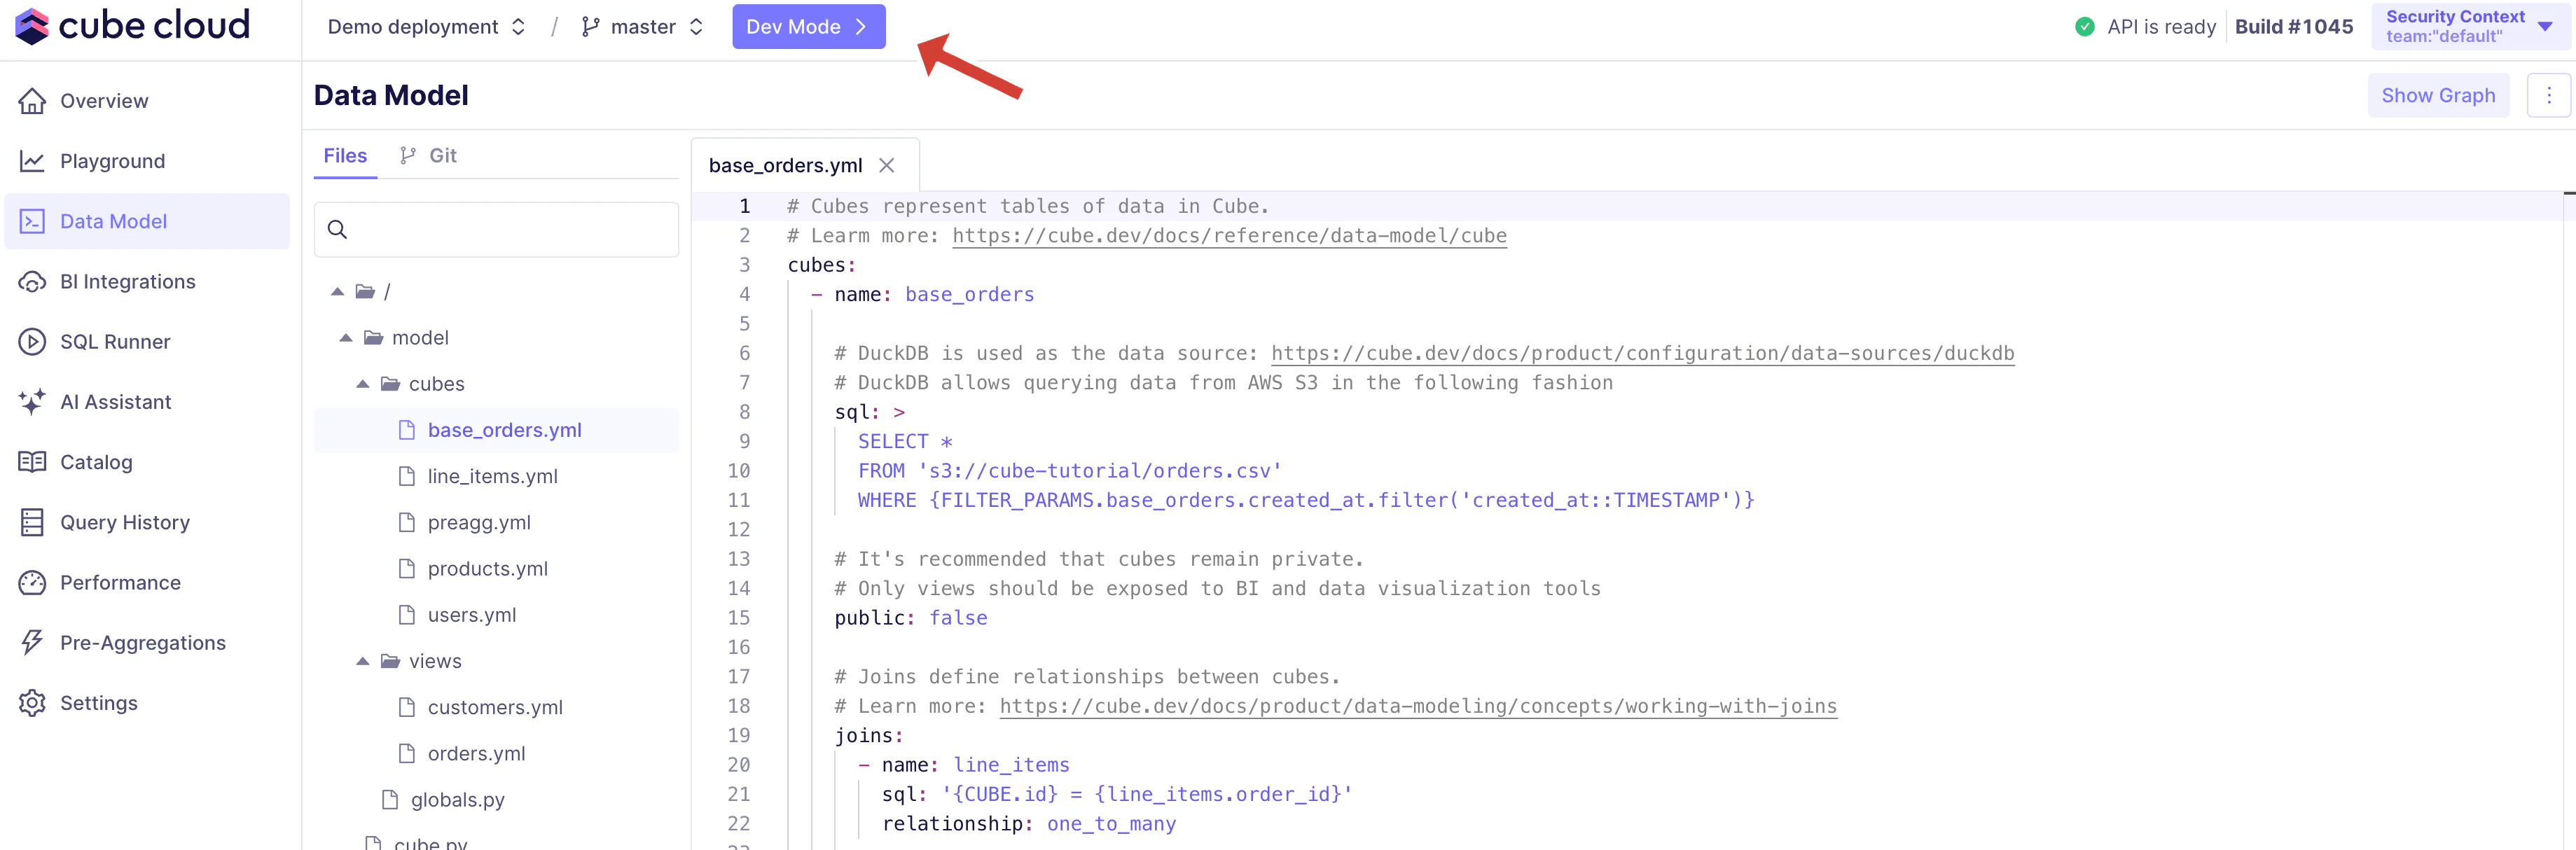 cube cloud
Demo deployment / master Dev Mode
API is ready Build #1045 Security Context
team:"default"
Overview
Playground
Data Model
BI Integrations
SQL Runner
AI Assistant
Catalog
Query History
Performance
Pre-Aggregations
Settings
Data Model
Show Graph
Files Git
/
model
cubes
base_orders.yml
line_items.yml
preagg.yml
products.yml
users.yml
views
customers.yml
orders.yml
globals.py
cube.py
base_orders.yml
1 # Cubes represent tables of data in Cube.
2 # Learm more: https://cube.dev/docs/reference/data-model/cube
3 cubes:
4 - name: base_orders
5
6 # DuckDB is used as the data source: https://cube.dev/docs/product/configuration/data-sources/duckdb
7 # DuckDB allows querying data from AWS S3 in the following fashion
8 sql: >
9 SELECT *
10 FROM 's3://cube-tutorial/orders.csv'
11 WHERE {FILTER_PARAMS.base_orders.created_at.filter('created_at::TIMESTAMP')}
12
13 # It's recommended that cubes remain private.
14 # Only views should be exposed to BI and data visualization tools
15 public: false
16
17 # Joins define relationships between cubes.
18 # Learn more: https://cube.dev/docs/product/data-modeling/concepts/working-with-joins
19 joins:
20 - name: line_items
21 sql: '{CUBE.id} = {line_items.order_id}'
22 relationship: one_to_many